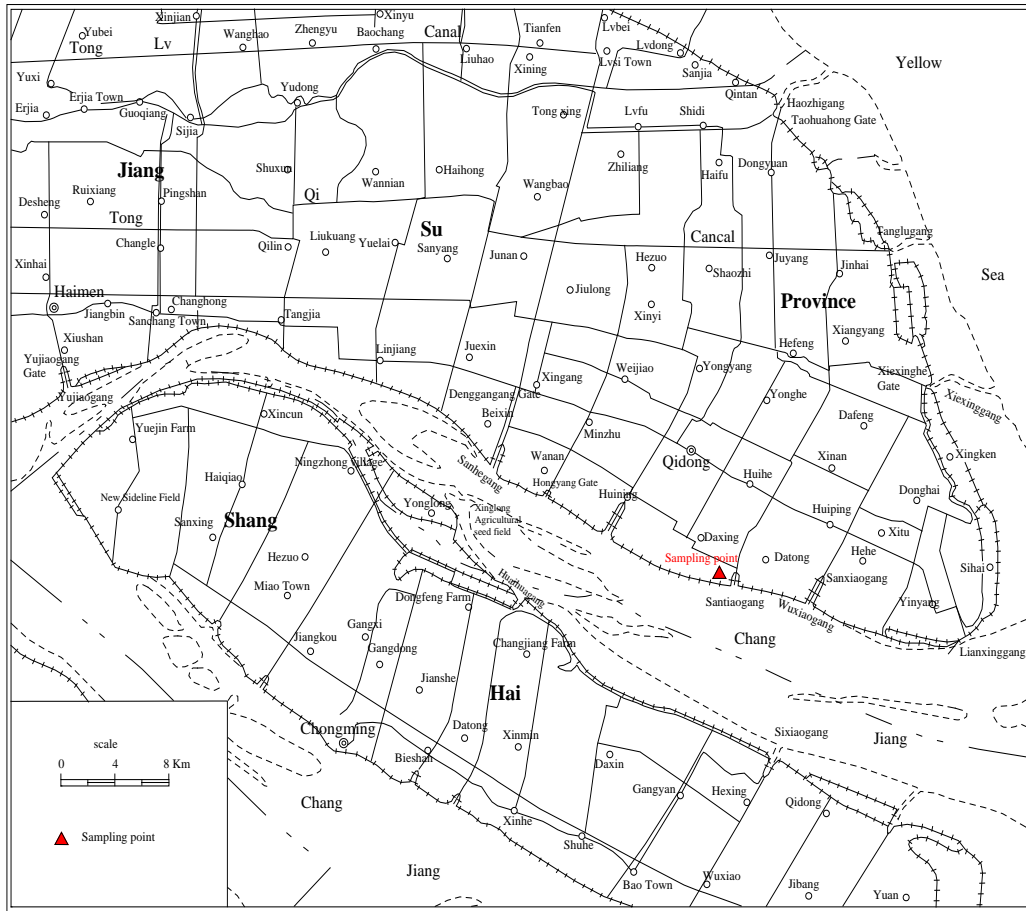 Xinjian
Xinyu
Tianfen
Lvbei
Yubei
Zhengyu
Baochang
Canal
Tong
Lv
Wanghao
Liuhao
Xining
Lvsi Town
Lvdong
Sanjia
Yellow
Yuxi
Yudong
Qintan
Erjia
Erjia Town
Guoqiang
Sijia
Tong xing
Lvfu
Shidi
Haozhigang
Taohuahong Gate
Jiang
Shuxun
Wannian
Haihong
Zhiliang
Haifu
Dongyuan
Desheng
Ruixiang
Pingshan
Qi
Wangbao
Tong
Su
Tanglugang
Changle
Qilin
Liukuang
Yuelai
Sanyang
Junan
Hezuo
Cancal
Shaozhi
Juyang
Jinhai
Sea
Xinhai
Haimen
Jiangbin
Changhong
Sanchang Town
Tangjia
Jiulong
Xinyi
Province
Xiushan
Yujiaogang
Gate
Yujiaogang
Linjiang
Juexin
Xingang
Weijiao
Yongyang
Hefeng
Xiangyang
Xiexinghe
Gate
Xiexinggang
Denggangang Gate
Beixin
Yonghe
Dafeng
Xincun
Yuejin Farm
Minzhu
Qidong
Ningzhong village
Haiqiao
Sanhegang
Wanan
Hongyang Gate
Huining
Huihe
Xinan
Xingken
Donghai
New Sideline Field
Sanxing
Shang
Yonglong
Xinglong
Agricultural
seed field
Huiping
Xitu
Hezuo
Daxing
Datong
Hehe
Sihai
Sampling point
Miao Town
Huaihuagang
Dongfeng Farm
Santiaogang
Sanxiaogang
Wuxiaogang
Yinyang
Jiangkou
Gangxi
Gangdong
Changjiang Farm
Chang
Lianxinggang
Jianshe
Hai
Chongming
Datong
Xinmin
Sixiaogang
Jiang
scale
0 4 8 Km
Bieshan
Daxin
Chang
Gangyan
Hexing
Qidong
Sampling point
Xinhe
Shuhe
Jiang
Bao Town
Wuxiao
Jibang
Yuan